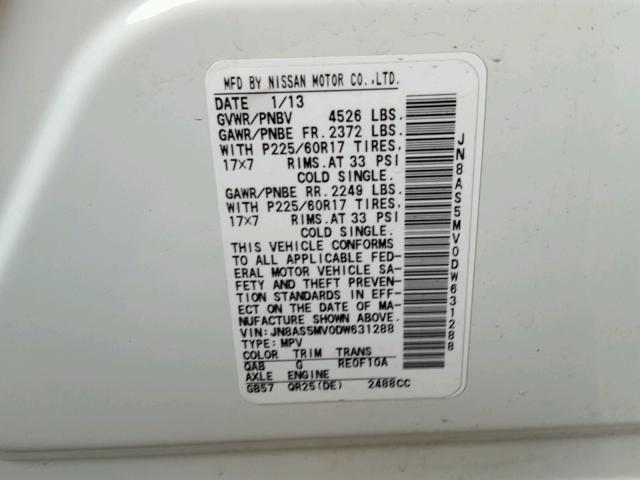 MFD BY NISSAN MOTOR CO.,LTD.
DATE 1/13
GVWR/PNBV 4526 LBS.
GAWR/PNBE FR. 2372 LBS.
WITH P225/60R17 TIRES.
17x7 RIMS.AT 33 PSI
COLD SINGLE.
GAWR/PNBE RR. 2249 LBS.
WITH P225/60R17 TIRES.
17x7 RIMS.AT 33 PSI
COLD SINGLE.
THIS VEHICLE CONFORMS
TO ALL APPLICABLE FED-
ERAL MOTOR VEHICLE SA-
FETY AND THEFT PREVEN-
TION STANDARDS IN EFF-
ECT ON THE DATE OF MA-
NUFACTURE SHOWN ABOVE.
VIN:JN8AS5MV0DW631288
TYPE:MPV
COLOR TRIM TRANS
QAB G RE0F10A
AXLE ENGINE
GB57 QR25(DE) 2488CC
JN8AS5MV0DW631288